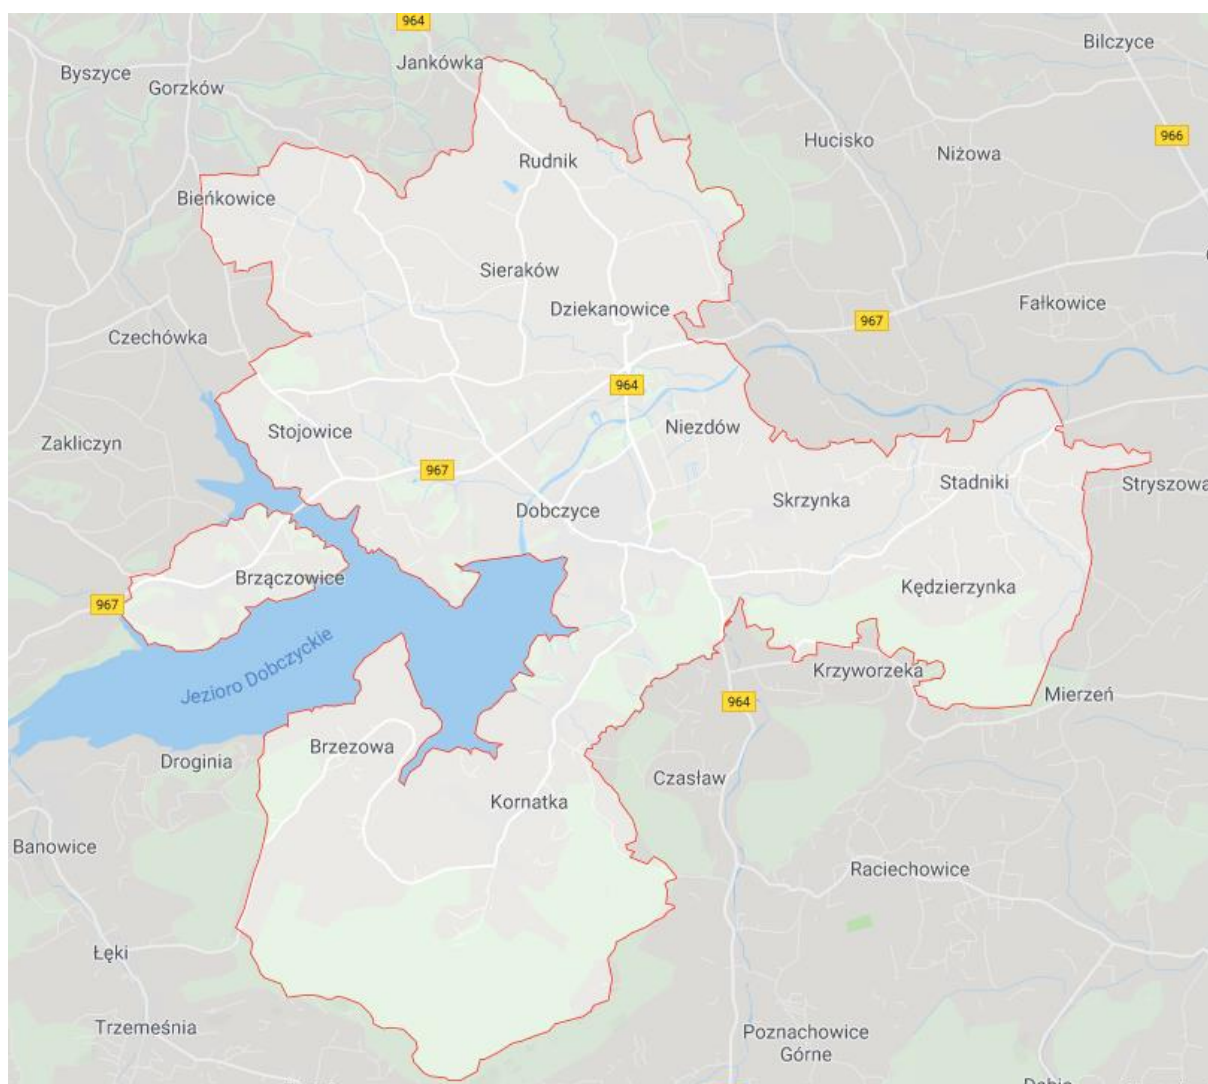 964
Jankówka
Bilczyce
Byszyce
Gorzków
966
Hucisko
Niżowa
Rudnik
Bieńkowice
Sieraków
Fałkowice
Dziekanowice
967
Czechówka
964
Niezdów
Stojowice
Zakliczyn
967
Stadniki
Stryszowa
Skrzynka
Dobczyce
Brzączowice
Kędzierzynka
967
Jezioro Dobczyckie
Krzyworzeka
Mierzeń
964
Brzezowa
Droginia
Czasław
Kornatka
Banowice
Raciechowice
Łęki
Trzemeśnia
Poznachowice
Górne